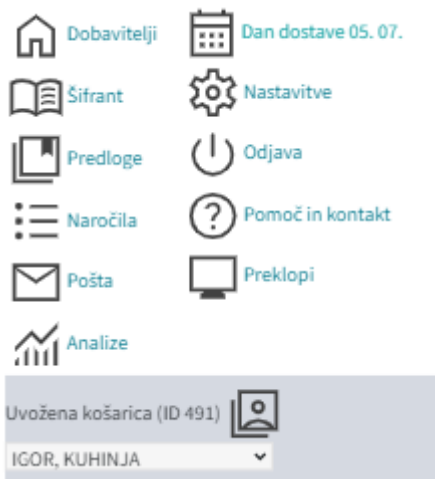 Dobavitelji
Dan dostave 05. 07.
Šifrant
Nastavitve
Predloge
Odjava
Naročila
Pomoč in kontakt
Pošta
Preklopi
Analize
Uvožena košarica (ID 491)
IGOR, KUHINJA